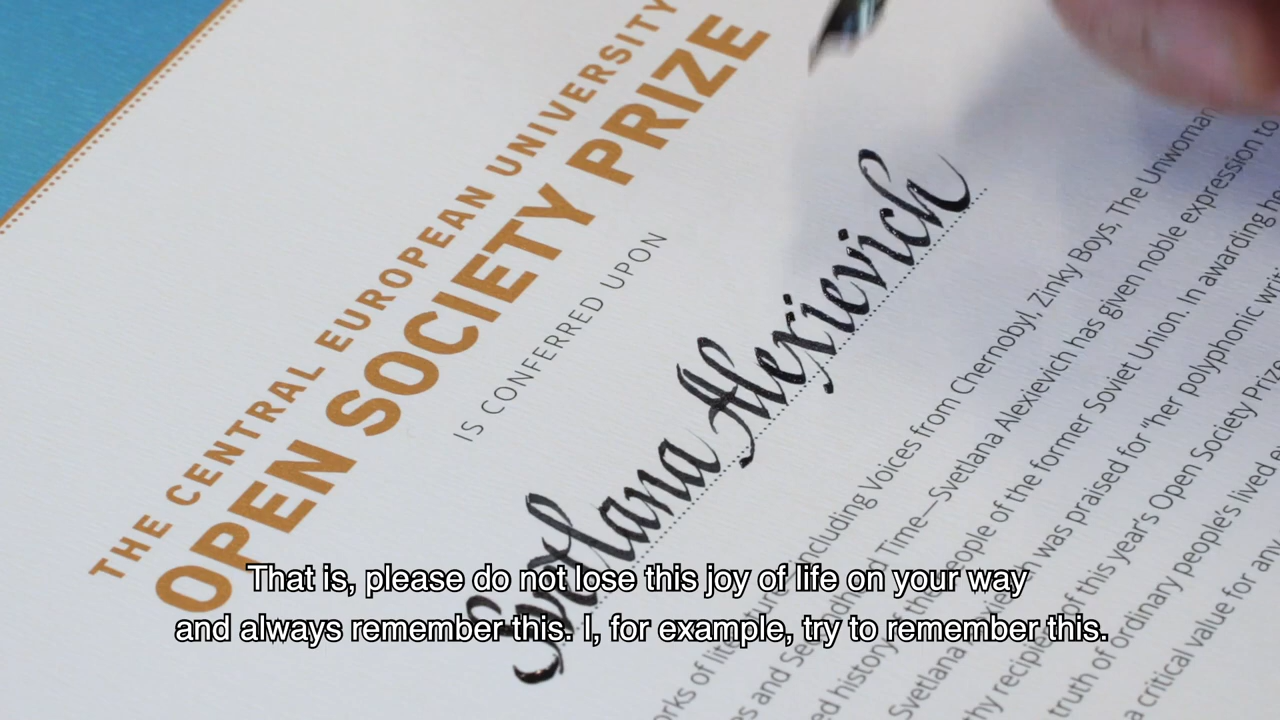 THE CENTRAL EUROPEAN UNIVERSITY
OPEN SOCIETY PRIZE
IS CONFERRED UPON
Svetlana Alexievich
including Voices from Chernobyl, Zinky Boys, The Unwoman
Time—Svetlana Alexievich has given noble expression to
people of the former Soviet Union. In awarding he
was praised for "her polyphonic writ
recipient of this year's Open Society Prize
truth of ordinary people's lived
a critical value for any
That is, please do not lose this joy of life on your way
and always remember this. I, for example, try to remember this.